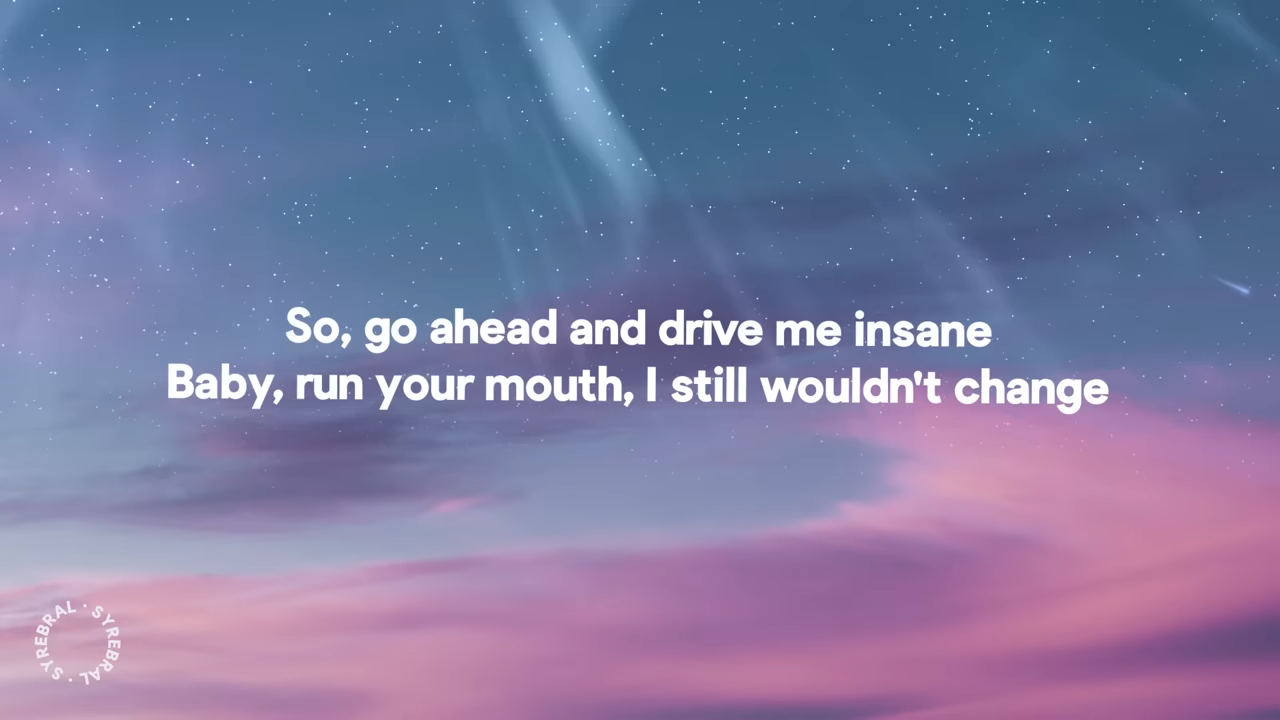 So, go ahead and drive me insane
Baby, run your mouth, I still wouldn't change
SYREBRAL · SYREBRAL ·